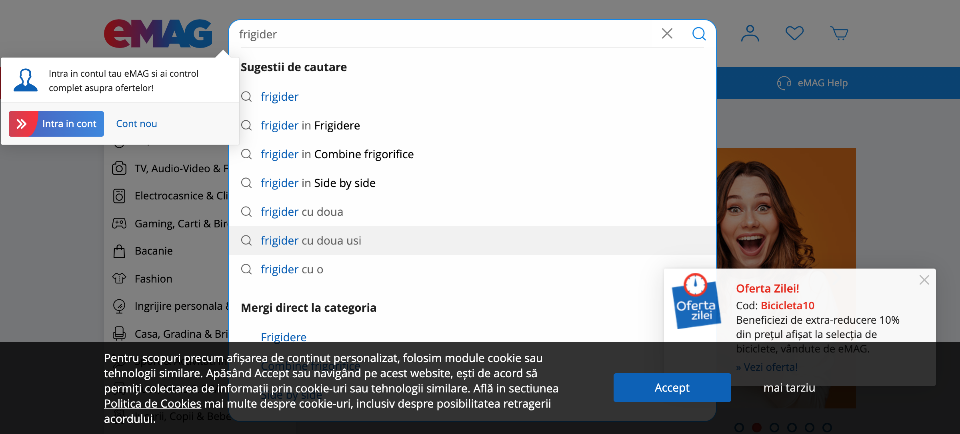 eMAG
frigider
Intra in contul tau eMAG si ai control
complet asupra ofertelor!
Intra in cont
Cont nou
eMAG Help
Sugestii de cautare
frigider
frigider in Frigidere
frigider in Combine frigorifice
frigider in Side by side
frigider cu doua
frigider cu doua usi
frigider cu o
Mergi direct la categoria
Frigidere
TV, Audio-Video & F
Electrocasnice & Cli
Gaming, Carti & Bir
Bacanie
Fashion
Ingrijire personala &
Casa, Gradina & Bri
Oferta zilei
Oferta Zilei!
Cod: Bicicleta10
Beneficiezi de extra-reducere 10%
din prețul afișat la selecția de
biciclete, vândute de eMAG.
» Vezi oferta!
Pentru scopuri precum afișarea de conținut personalizat, folosim module cookie sau
tehnologii similare. Apăsând Accept sau navigând pe acest website, ești de acord să
permiți colectarea de informații prin cookie-uri sau tehnologii similare. Află in sectiunea
Politica de Cookies mai multe despre cookie-uri, inclusiv despre posibilitatea retragerii
acordului.
Accept
mai tarziu